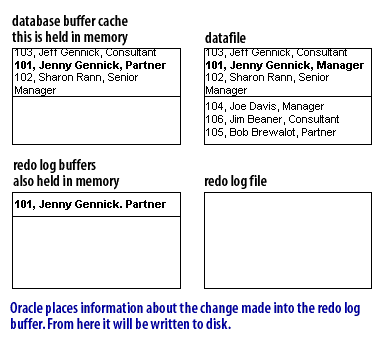 database buffer cache
this is held in memory
103, Jeff Gennick, Consultant
101, Jenny Gennick, Partner
102, Sharon Rann, Senior
Manager
datafile
103, Jeff Gennick, Consultant
101, Jenny Gennick, Manager
102, Sharon Rann, Senior
Manager
104, Joe Davis, Manager
106, Jim Beaner, Consultant
105, Bob Brewalot, Partner
redo log buffers
also held in memory
101, Jenny Gennick. Partner
redo log file
Oracle places information about the change made into the redo log
buffer. From here it will be written to disk.